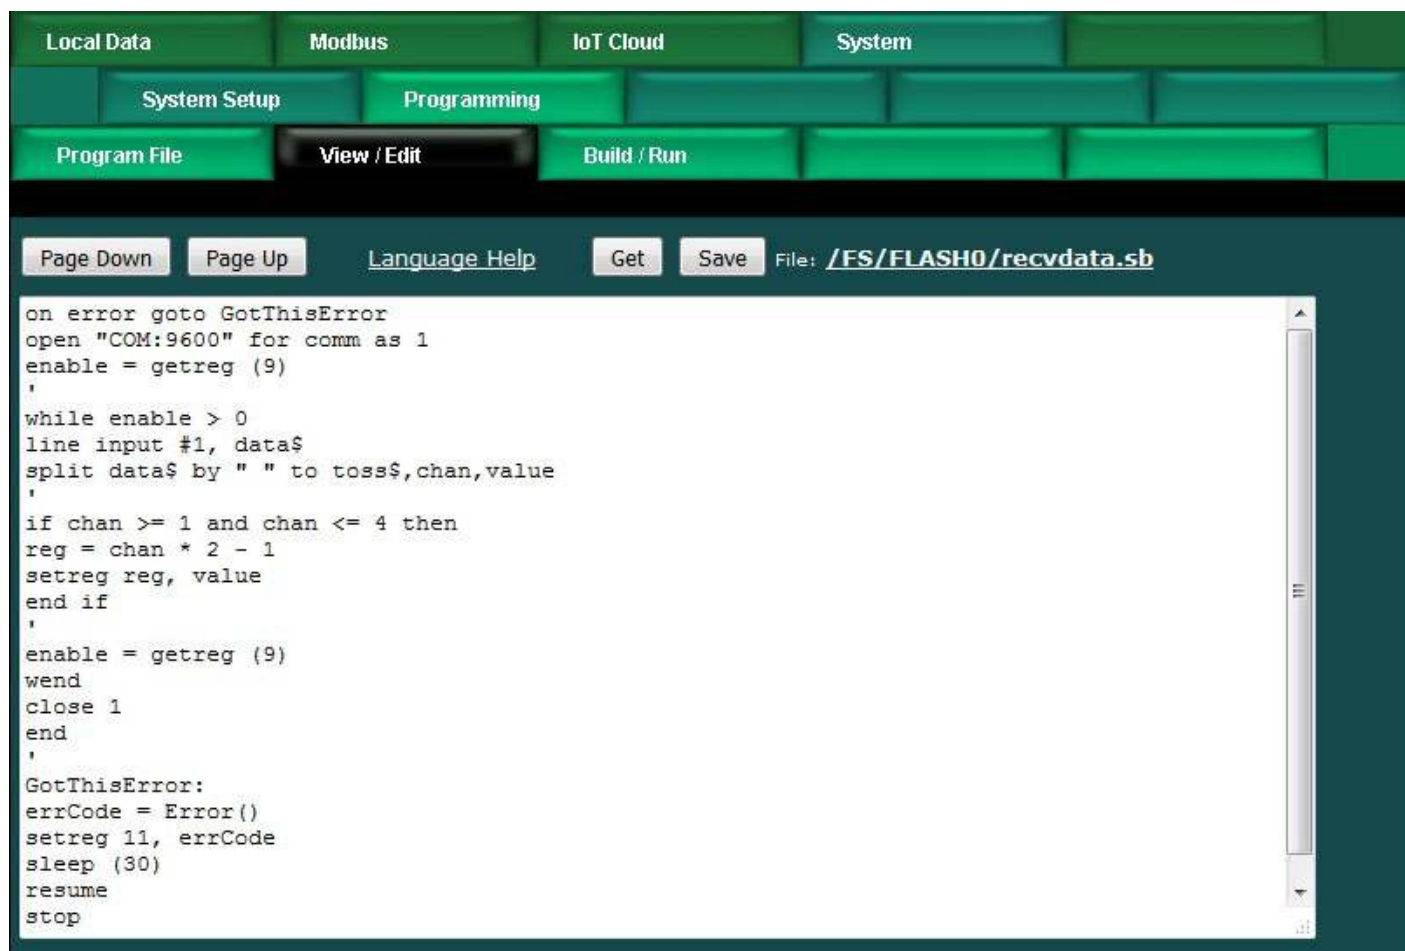 Local Data Modbus IoT Cloud System
System Setup Programming
Program File View / Edit Build / Run
Page Down Page Up Language Help Get Save File: /FS/FLASH0/recvdata.sb
on error goto GotThisError
open "COM:9600" for comm as 1
enable = getreg (9)
'
while enable > 0
line input #1, data$
split data$ by " " to toss$,chan,value
'
if chan >= 1 and chan <= 4 then
reg = chan * 2 - 1
setreg reg, value
end if
'
enable = getreg (9)
wend
close 1
end
'
GotThisError:
errCode = Error()
setreg 11, errCode
sleep (30)
resume
stop